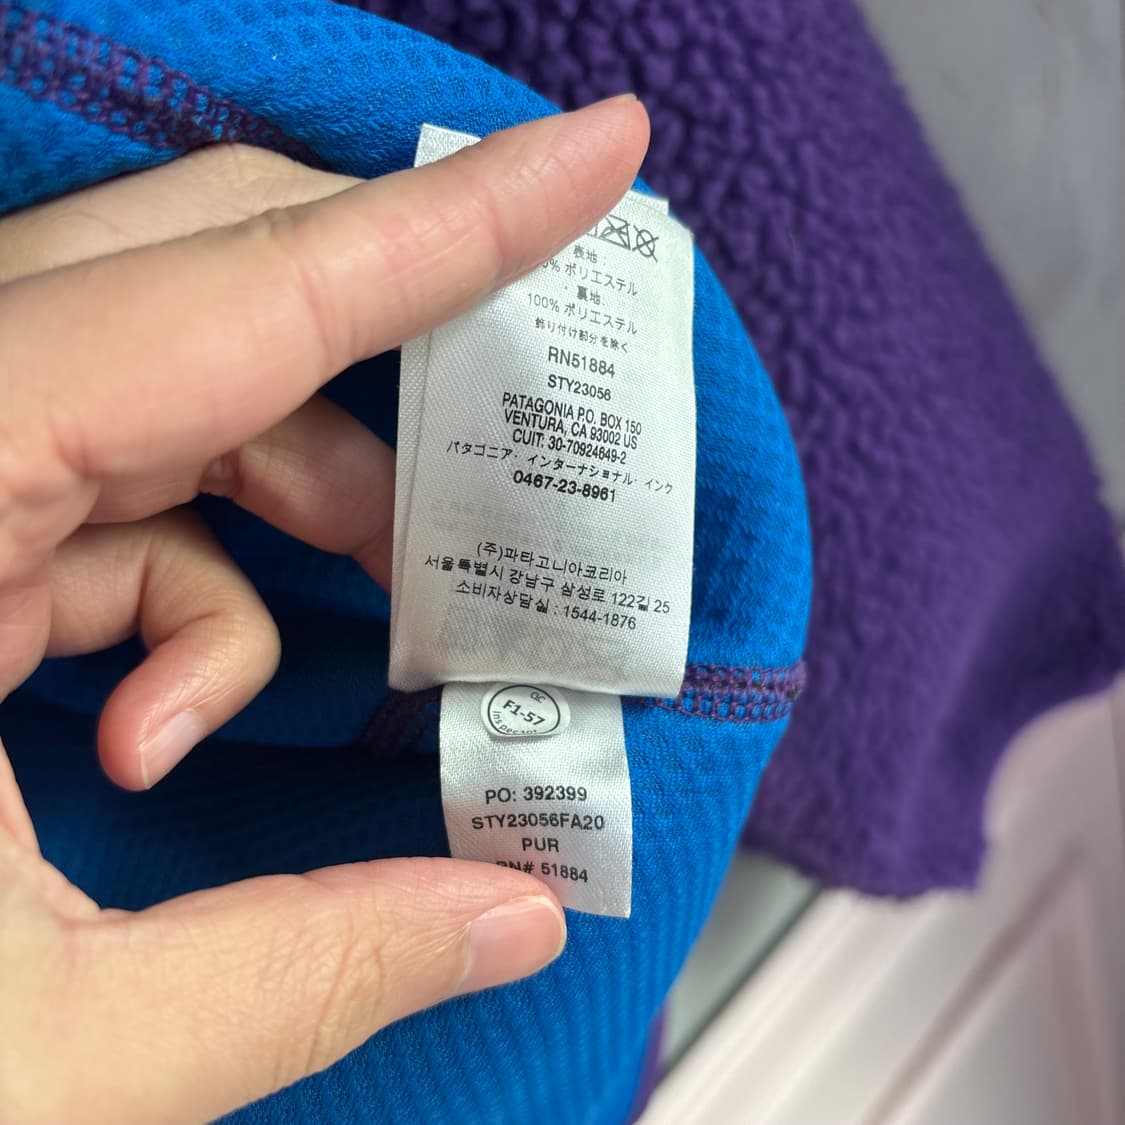 表地:
0% ポリエステル
・裏地.
100% ポリエステル
飾り付け部分を除く
RN51884
STY23056
PATAGONIA P.O. BOX 150
VENTURA, CA 93002 US
CUIT: 30-70924649-2
パタゴニア・インターナショナル・インク
0467-23-8961
(주)파타고니아코리아
서울특별시 강남구 삼성로 122길 25
소비자상담실 : 1544-1876
QC
F1-57
PO: 392399
STY23056FA20
PUR
RN# 51884